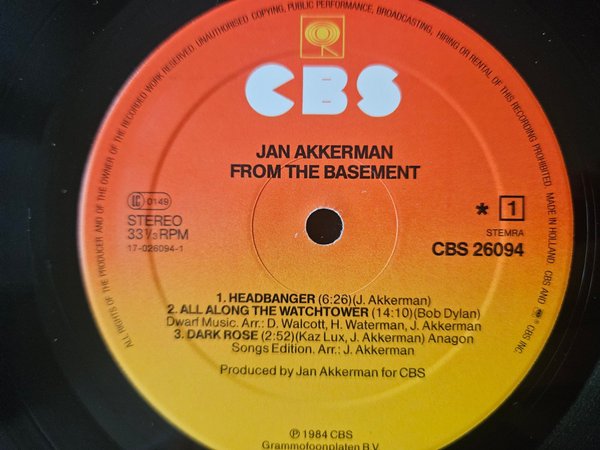 ALL RIGHTS OF THE PRODUCER AND OF THE OWNER OF THE RECORDED WORK RESERVED. UNAUTHORISED COPYING, PUBLIC PERFORMANCE, BROADCASTING, HIRING OR RENTAL OF THIS RECORDING PROHIBITED. MADE IN HOLLAND. CBS AND ® CBS INC.
CBS
JAN AKKERMAN
FROM THE BASEMENT
LC 0149
STEREO
33⅓ RPM
17-026094-1
* 1
STEMRA
CBS 26094
1. HEADBANGER (6:26)(J. Akkerman)
2. ALL ALONG THE WATCHTOWER (14:10)(Bob Dylan)
Dwarf Music. Arr.: D. Walcott, H. Waterman, J. Akkerman
3. DARK ROSE (2:52)(Kaz Lux, J. Akkerman) Anagon
Songs Edition. Arr.: J. Akkerman
Produced by Jan Akkerman for CBS
℗ 1984 CBS
Grammofoonplaten B.V.